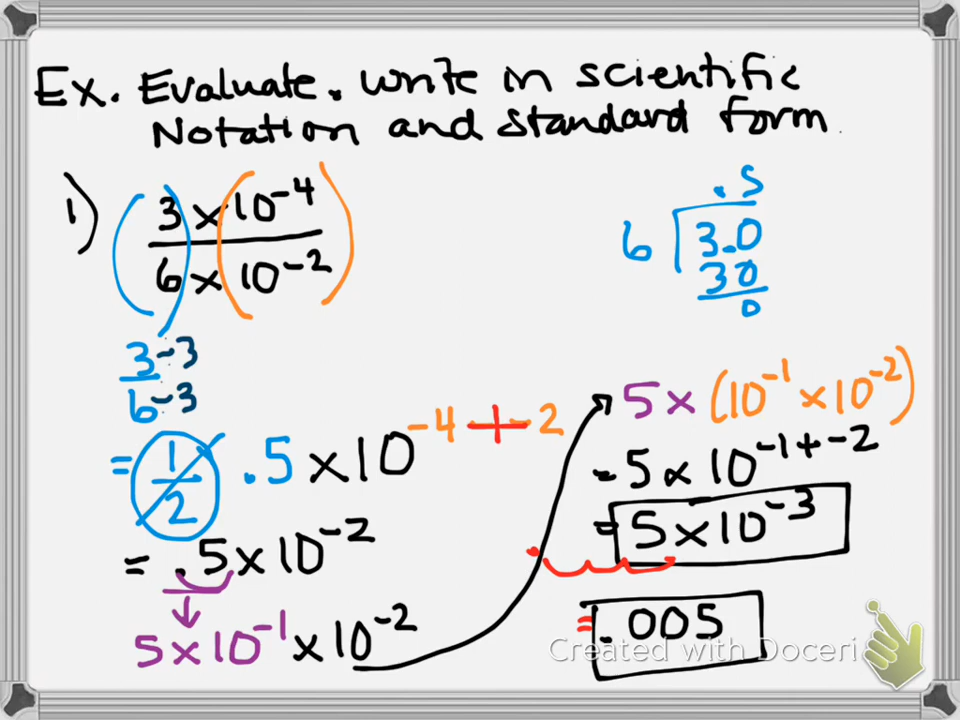 Ex. Evaluate. Write in scientific
Notation and standard form
1) (3/6) × (10^-4/10^-2)
.5
6 3.0
30
0
3-3
6-3
= 1/2 .5 × 10^-4 + -2
= .5 × 10^-2
5 × 10^-1 × 10^-2
5 × (10^-1 × 10^-2)
= 5 × 10^-1 + -2
= 5 × 10^-3
= .005
Created with Doceri